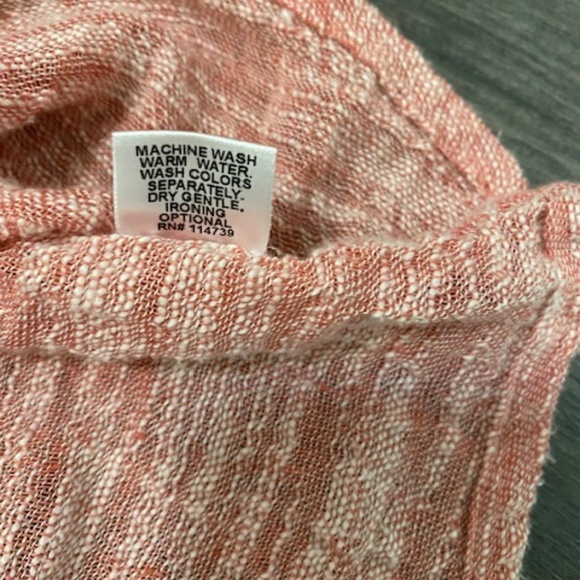 MACHINE WASH
WARM WATER.
WASH COLORS
SEPARATELY-
DRY GENTLE.
IRONING
OPTIONAL
RN# 114739